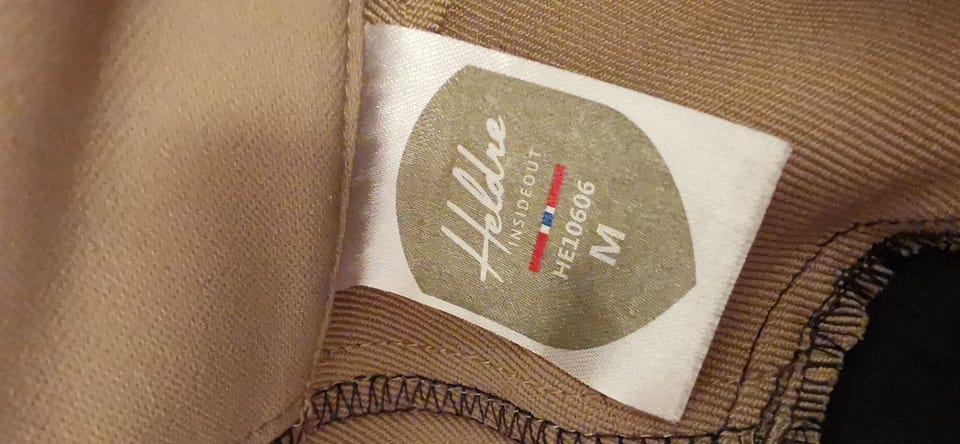 Heldre
INSIDEOUT
HE10606
M